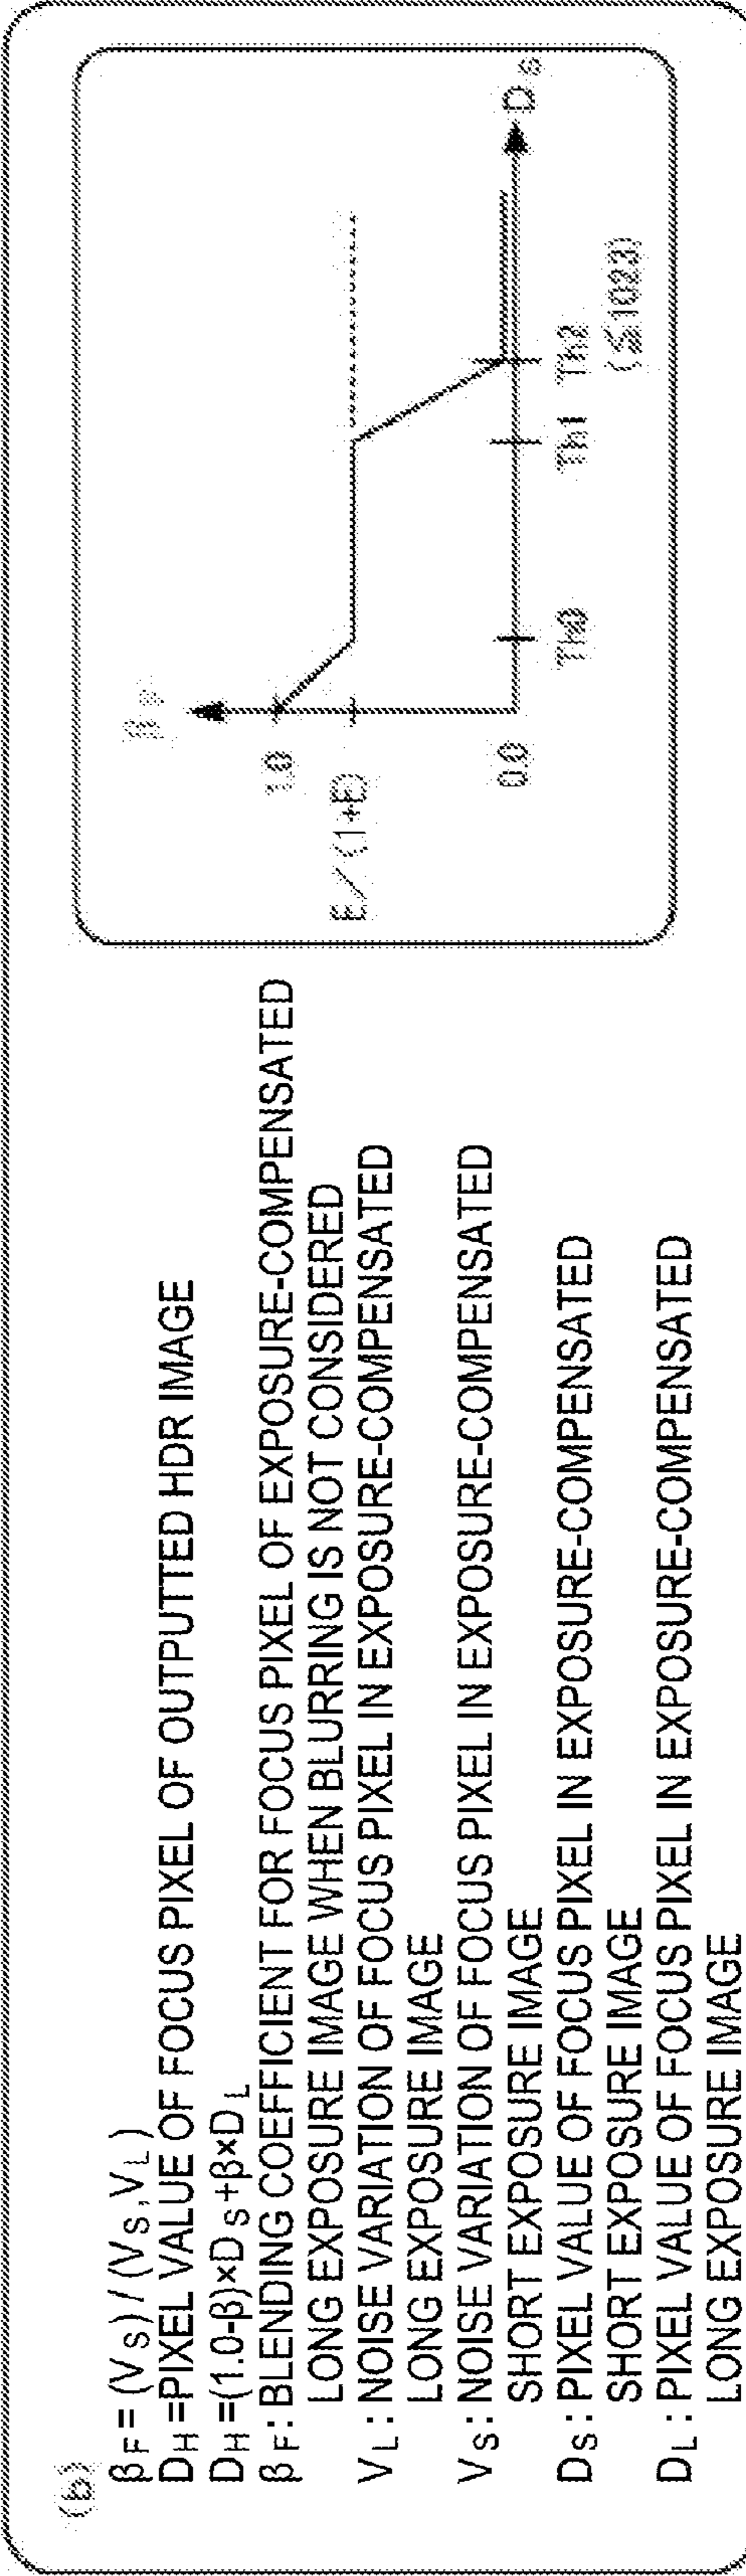 (b)
βF=(VS)/(VS,VL)
DH=PIXEL VALUE OF FOCUS PIXEL OF OUTPUTTED HDR IMAGE
DH=(1.0-β)×DS+β×DL
βF: BLENDING COEFFICIENT FOR FOCUS PIXEL OF EXPOSURE-COMPENSATED
LONG EXPOSURE IMAGE WHEN BLURRING IS NOT CONSIDERED
VL: NOISE VARIATION OF FOCUS PIXEL IN EXPOSURE-COMPENSATED
LONG EXPOSURE IMAGE
VS: NOISE VARIATION OF FOCUS PIXEL IN EXPOSURE-COMPENSATED
SHORT EXPOSURE IMAGE
DS: PIXEL VALUE OF FOCUS PIXEL IN EXPOSURE-COMPENSATED
SHORT EXPOSURE IMAGE
DL: PIXEL VALUE OF FOCUS PIXEL IN EXPOSURE-COMPENSATED
LONG EXPOSURE IMAGE
βF
1.0
E/(1+E)
0.0
Th0
Th1
Th2
(≦1023)
DS